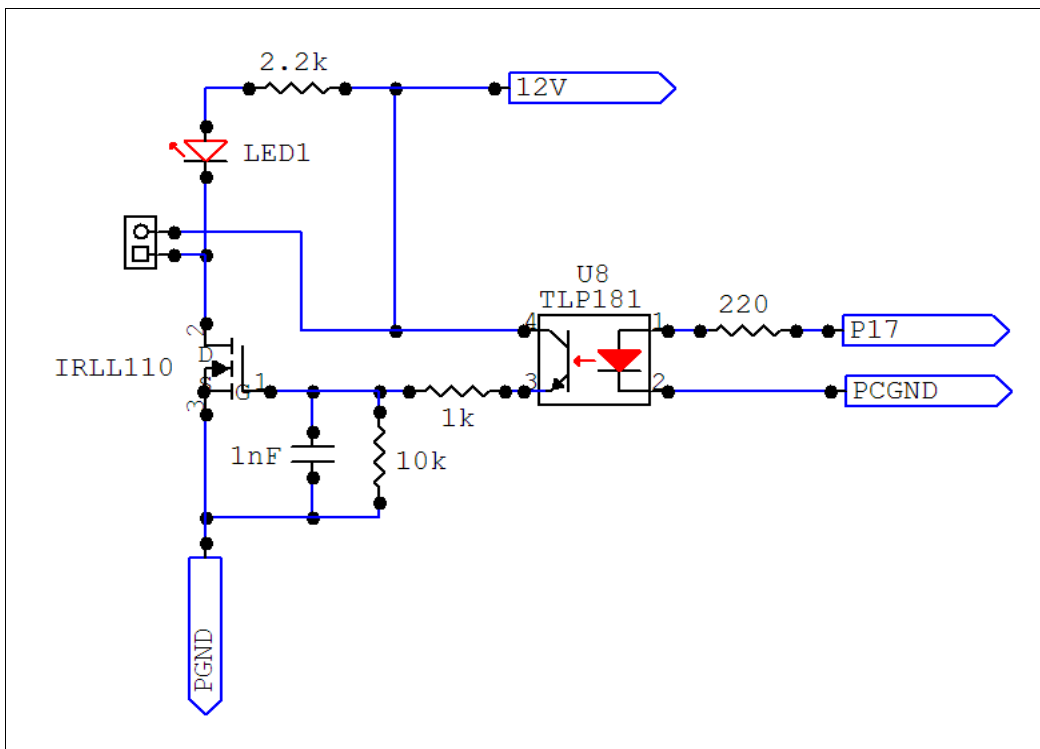 2.2k
12V
LED1
U8
TLP181
220
2
4
1
P17
D
IRLL110
S
G
1
3
2
PCGND
3
1k
1nF
10k
PGND